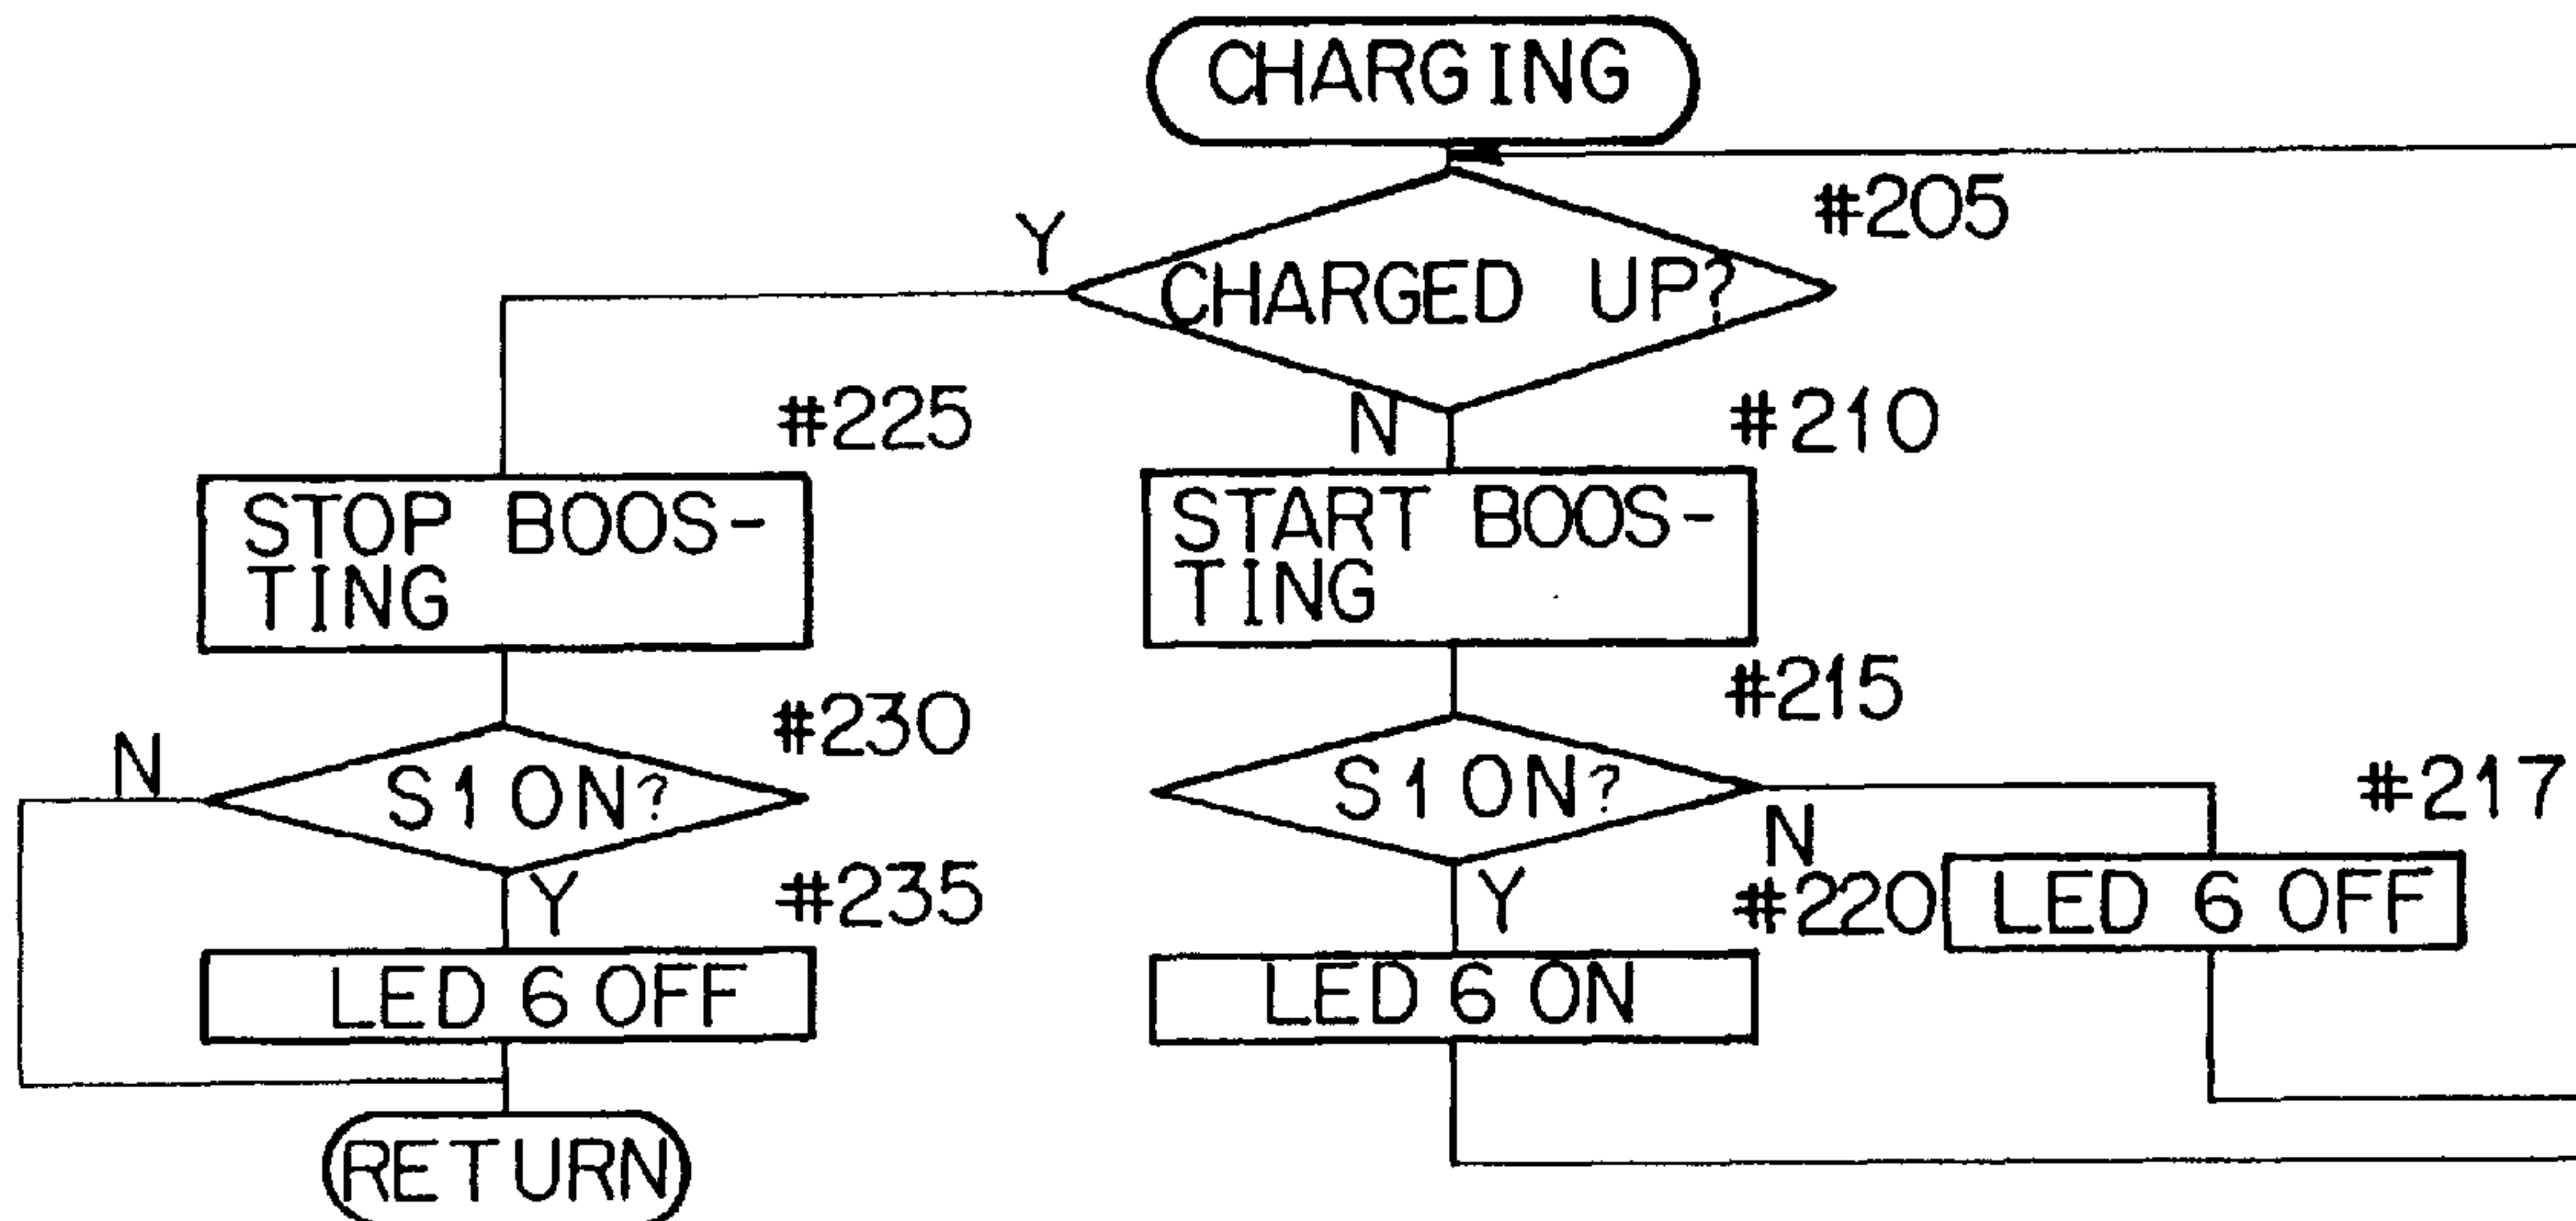 CHARGING
#205
Y
CHARGED UP?
#225
N
#210
STOP BOOS-
TING
START BOOS-
TING
#230
#215
N
S1 ON?
S1 ON?
N
#217
Y
#235
Y
#220
LED 6 OFF
LED 6 OFF
LED 6 ON
RETURN